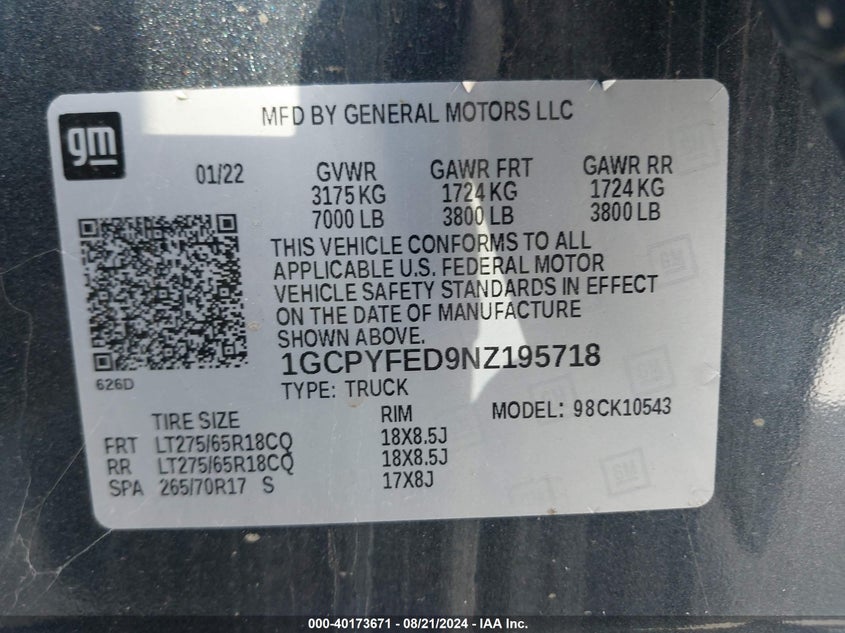 gm
MFD BY GENERAL MOTORS LLC
01/22 GVWR GAWR FRT GAWR RR
3175 KG 1724 KG 1724 KG
7000 LB 3800 LB 3800 LB
THIS VEHICLE CONFORMS TO ALL
APPLICABLE U.S. FEDERAL MOTOR
VEHICLE SAFETY STANDARDS IN EFFECT
ON THE DATE OF MANUFACTURE
SHOWN ABOVE.
1GCPYFED9NZ195718
626D
TYPE: TRUCK
TIRE SIZE RIM MODEL: 98CK10543
FRT LT275/65R18CQ 18X8.5J
RR LT275/65R18CQ 18X8.5J
SPA 265/70R17 S 17X8J
000-40173671 - 08/21/2024 - IAA Inc.